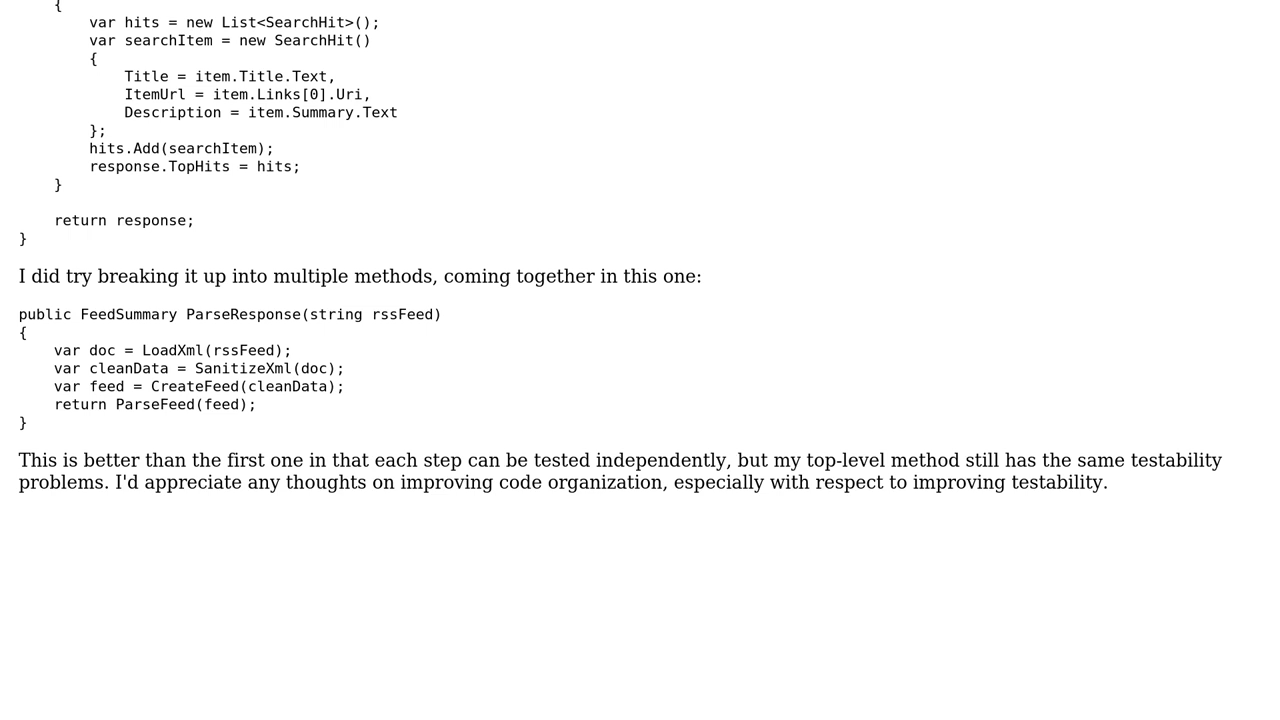 {
        var hits = new List<SearchHit>();
        var searchItem = new SearchHit()
        {
            Title = item.Title.Text,
            ItemUrl = item.Links[0].Uri,
            Description = item.Summary.Text
        };
        hits.Add(searchItem);
        response.TopHits = hits;
    }

    return response;
}
I did try breaking it up into multiple methods, coming together in this one:
public FeedSummary ParseResponse(string rssFeed)
{
    var doc = LoadXml(rssFeed);
    var cleanData = SanitizeXml(doc);
    var feed = CreateFeed(cleanData);
    return ParseFeed(feed);
}
This is better than the first one in that each step can be tested independently, but my top-level method still has the same testability
problems. I'd appreciate any thoughts on improving code organization, especially with respect to improving testability.